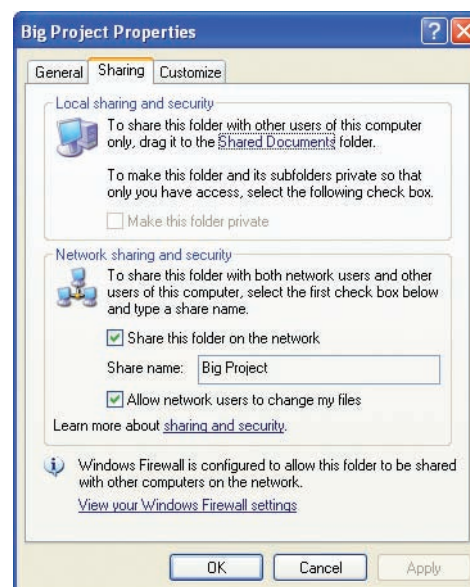 Big Project Properties
General Sharing Customize
Local sharing and security
To share this folder with other users of this computer
only, drag it to the Shared Documents folder.
To make this folder and its subfolders private so that
only you have access, select the following check box.
Make this folder private
Network sharing and security
To share this folder with both network users and other
users of this computer, select the first check box below
and type a share name.
Share this folder on the network
Share name: Big Project
Allow network users to change my files
Learn more about sharing and security.
Windows Firewall is configured to allow this folder to be shared
with other computers on the network.
View your Windows Firewall settings
OK Cancel Apply